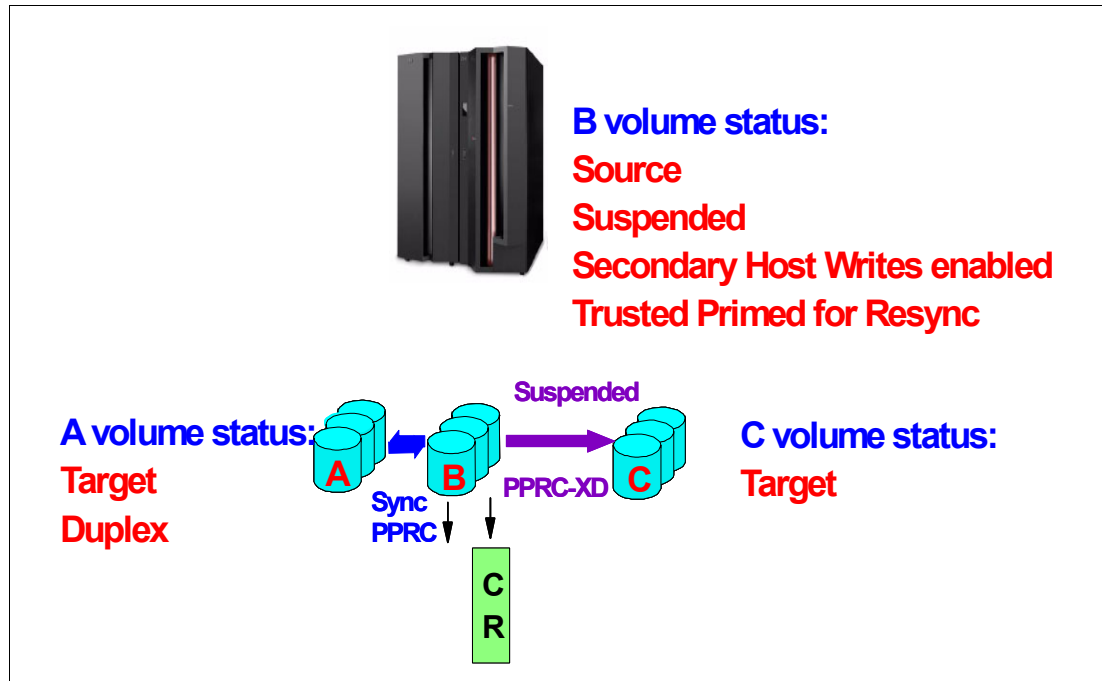 B volume status:
Source
Suspended
Secondary Host Writes enabled
Trusted Primed for Resync
Suspended
A volume status:
Target
Duplex
A
B
C
Sync
PPRC
PPRC-XD
C volume status:
Target
C
R